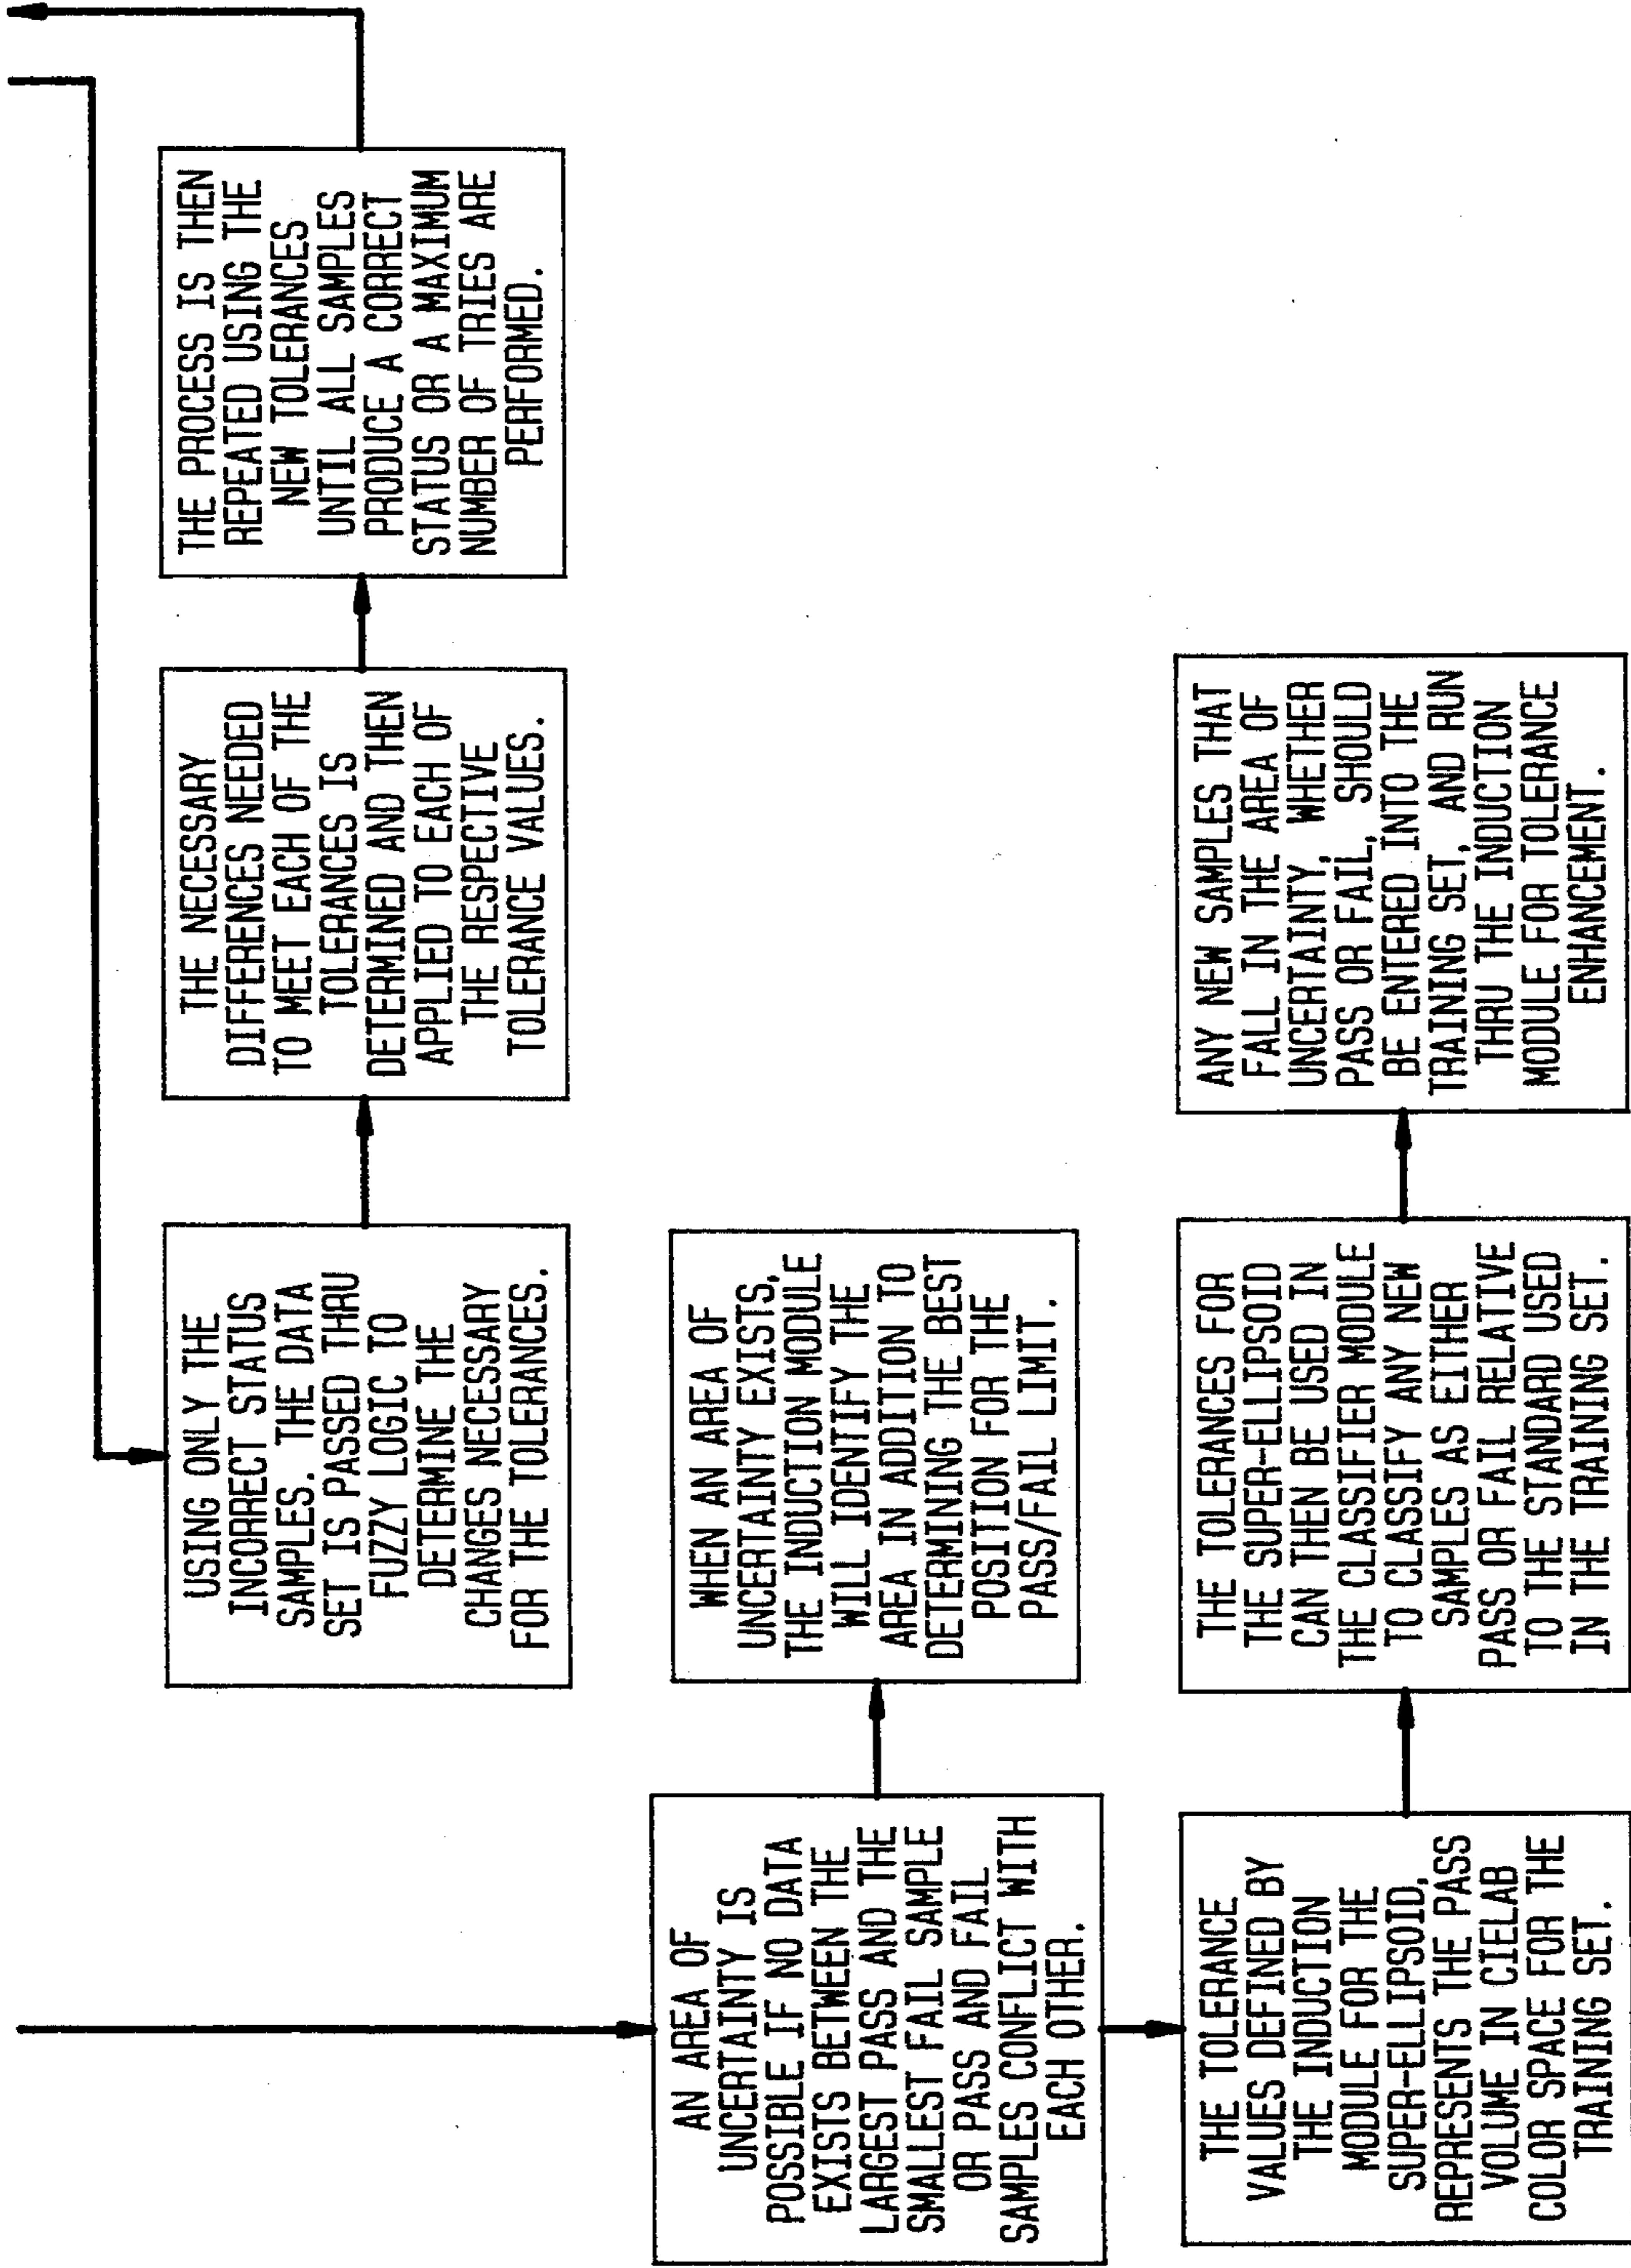 USING ONLY THE
INCORRECT STATUS
SAMPLES. THE DATA
SET IS PASSED THRU
FUZZY LOGIC TO
DETERMINE THE
CHANGES NECESSARY
FOR THE TOLERANCES.
THE NECESSARY
DIFFERENCES NEEDED
TO MEET EACH OF THE
TOLERANCES IS
DETERMINED AND THEN
APPLIED TO EACH OF
THE RESPECTIVE
TOLERANCE VALUES.
THE PROCESS IS THEN
REPEATED USING THE
NEW TOLERANCES
UNTIL ALL SAMPLES
PRODUCE A CORRECT
STATUS OR A MAXIMUM
NUMBER OF TRIES ARE
PERFORMED.
AN AREA OF
UNCERTAINTY IS
POSSIBLE IF NO DATA
EXISTS BETWEEN THE
LARGEST PASS AND THE
SMALLEST FAIL SAMPLE
OR PASS AND FAIL
SAMPLES CONFLICT WITH
EACH OTHER.
WHEN AN AREA OF
UNCERTAINTY EXISTS,
THE INDUCTION MODULE
WILL IDENTIFY THE
AREA IN ADDITION TO
DETERMINING THE BEST
POSITION FOR THE
PASS/FAIL LIMIT.
THE TOLERANCE
VALUES DEFINED BY
THE INDUCTION
MODULE FOR THE
SUPER-ELLIPSOID,
REPRESENTS THE PASS
VOLUME IN CIELAB
COLOR SPACE FOR THE
TRAINING SET.
THE TOLERANCES FOR
THE SUPER-ELLIPSOID
CAN THEN BE USED IN
THE CLASSIFIER MODULE
TO CLASSIFY ANY NEW
SAMPLES AS EITHER
PASS OR FAIL RELATIVE
TO THE STANDARD USED
IN THE TRAINING SET.
ANY NEW SAMPLES THAT
FALL IN THE AREA OF
UNCERTAINTY, WHETHER
PASS OR FAIL, SHOULD
BE ENTERED INTO THE
TRAINING SET, AND RUN
THRU THE INDUCTION
MODULE FOR TOLERANCE
ENHANCEMENT.